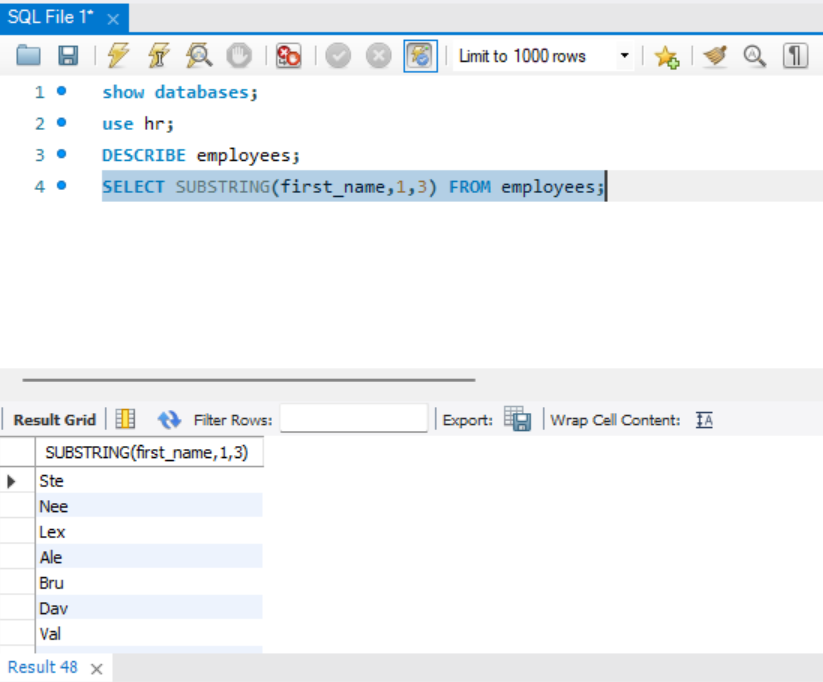 SQL File 1*
Limit to 1000 rows
1 show databases;
2 use hr;
3 DESCRIBE employees;
4 SELECT SUBSTRING(first_name,1,3) FROM employees;
Result Grid Filter Rows: Export: Wrap Cell Content:
SUBSTRING(first_name,1,3)
Ste
Nee
Lex
Ale
Bru
Dav
Val
Result 48